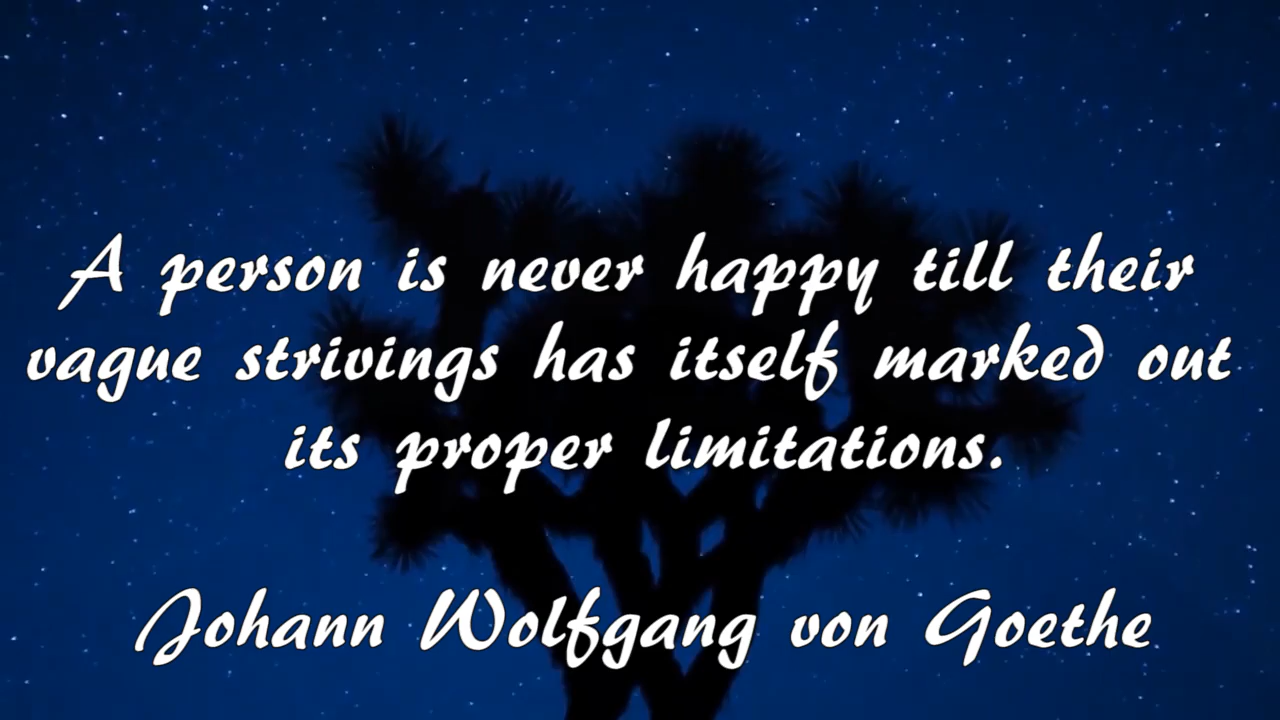 A person is never happy till their
vague strivings has itself marked out
its proper limitations.
Johann Wolfgang von Goethe